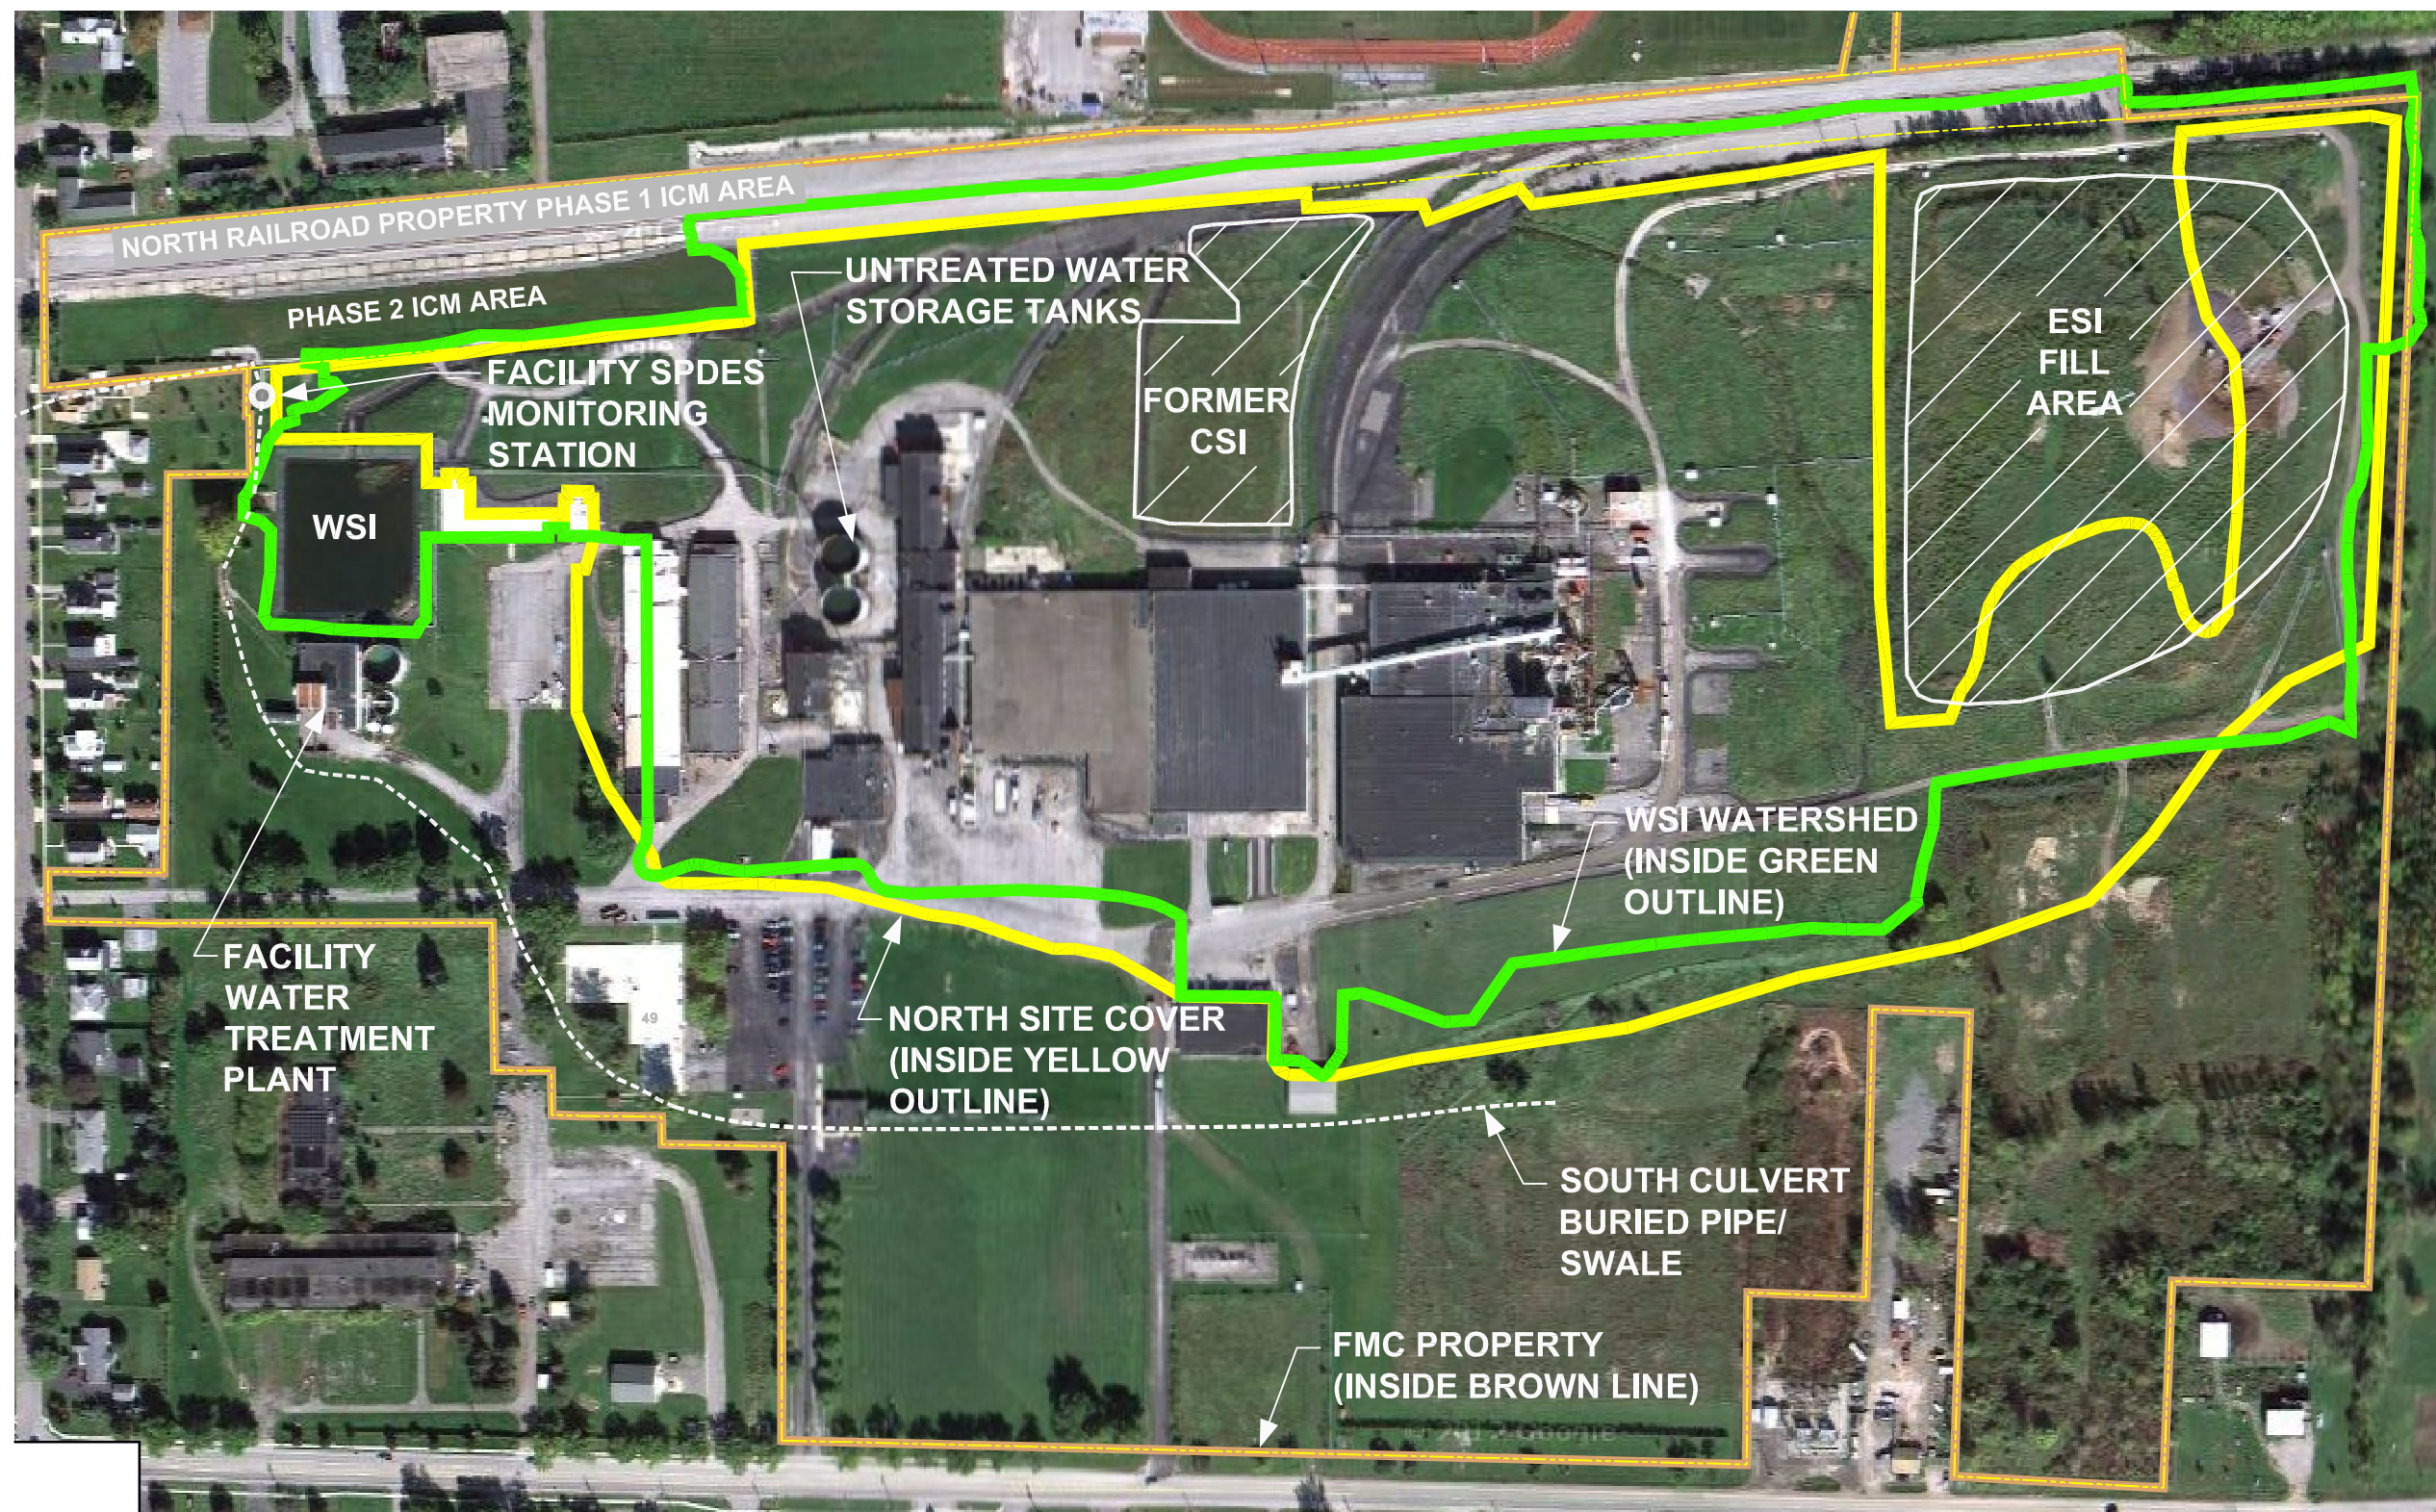 NORTH RAILROAD PROPERTY PHASE 1 ICM AREA
PHASE 2 ICM AREA
UNTREATED WATER
STORAGE TANKS
FACILITY SPDES
MONITORING
STATION
FORMER
CSI
ESI
FILL
AREA
WSI
WSI WATERSHED
(INSIDE GREEN
OUTLINE)
FACILITY
WATER
TREATMENT
PLANT
49
NORTH SITE COVER
(INSIDE YELLOW
OUTLINE)
SOUTH CULVERT
BURIED PIPE/
SWALE
FMC PROPERTY
(INSIDE BROWN LINE)